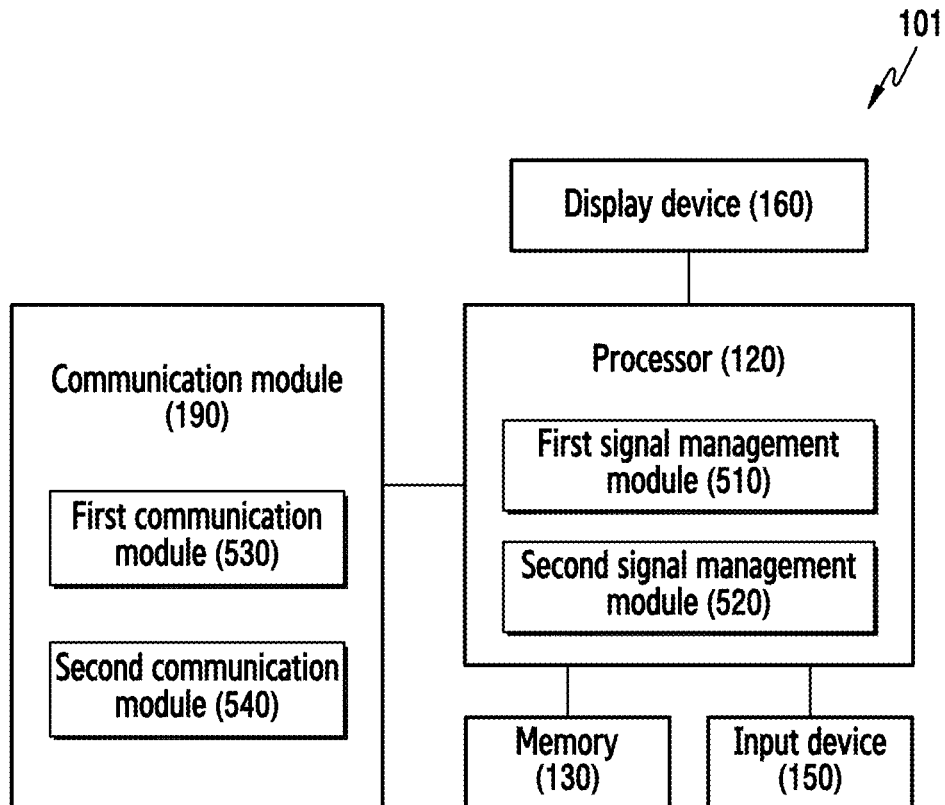 101
Display device (160)
Processor (120)
First signal management
module (510)
Second signal management
module (520)
Communication module
(190)
First communication
module (530)
Second communication
module (540)
Memory
(130)
Input device
(150)